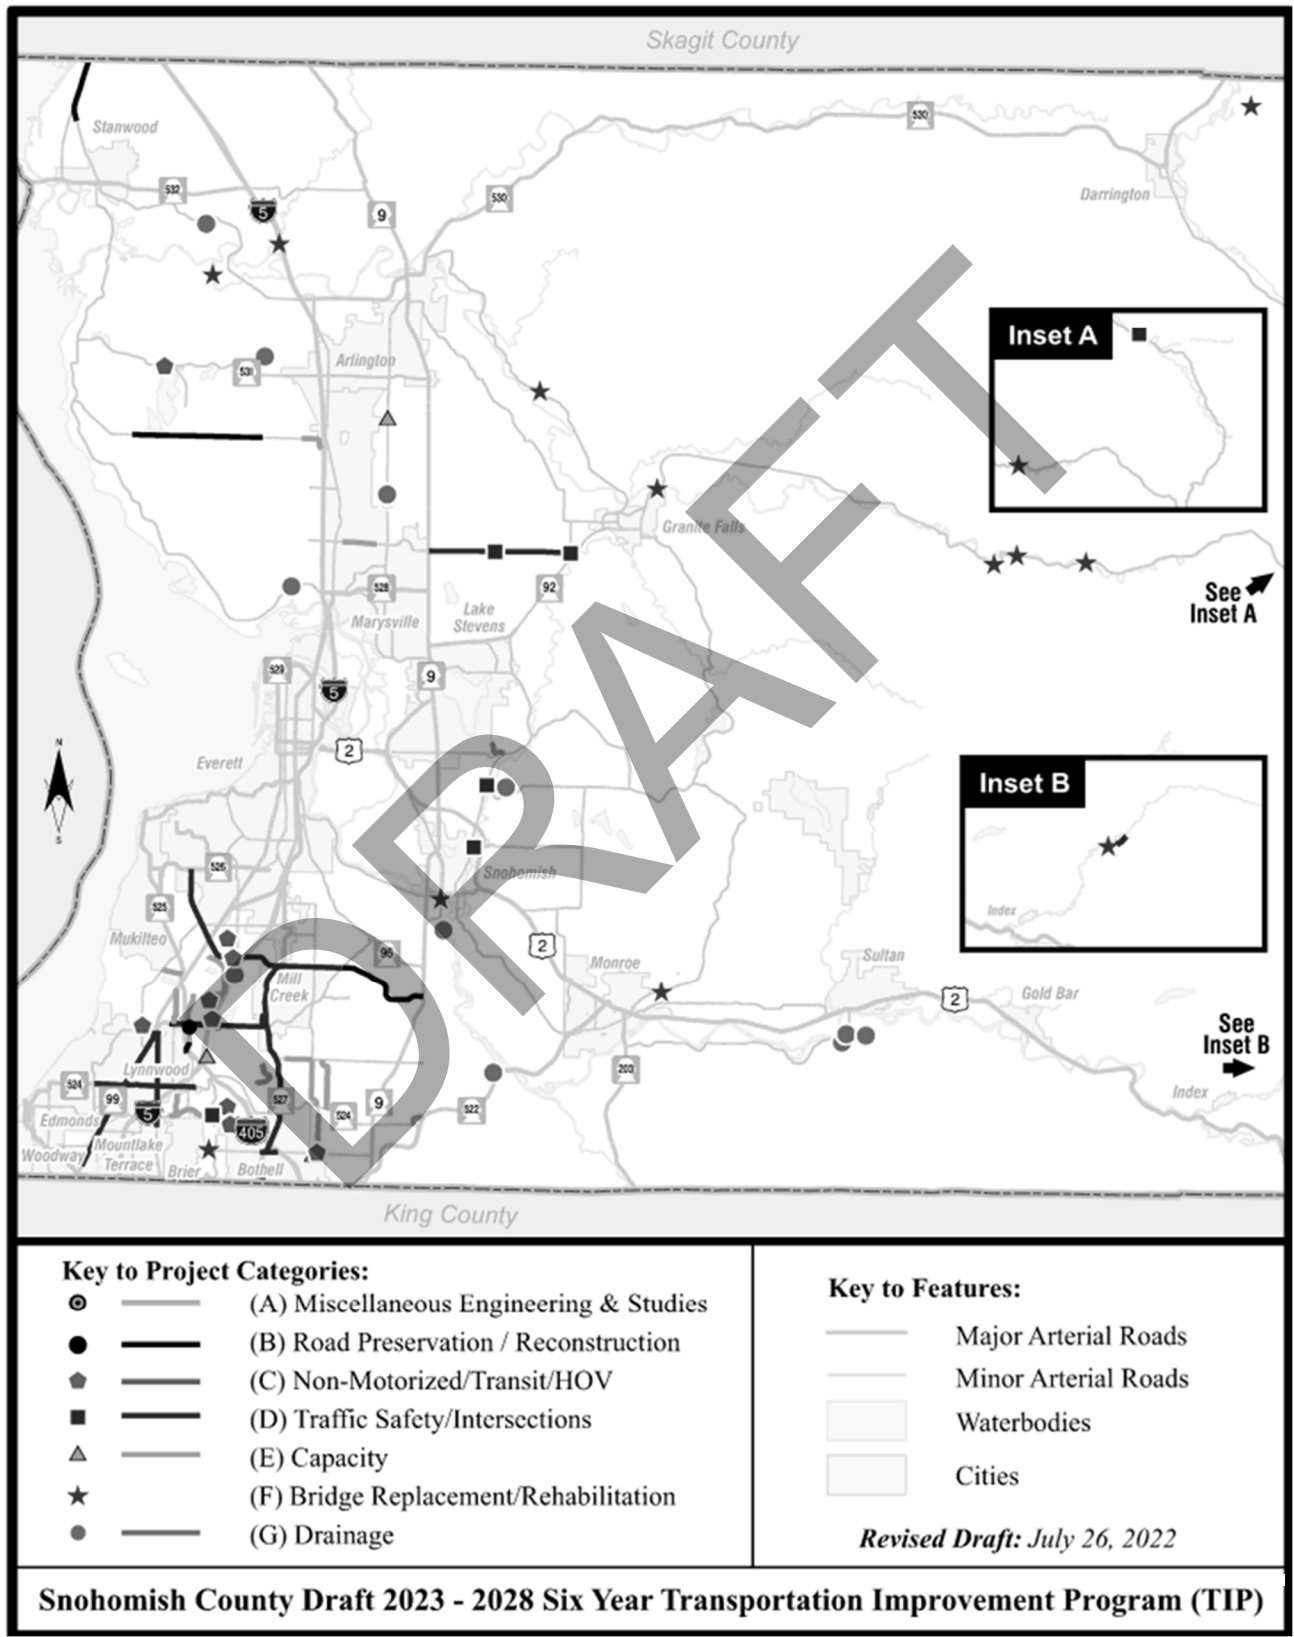 Skagit County
530
Stanwood
532
5
9
530
Darrington
Inset A
Arlington
531
Granite Falls
See
Inset A
528
92
Marysville
Lake
Stevens
529
5
9
N
2
Everett
S
Inset B
Snohomish
526
525
Index
Mukilteo
96
2
Sultan
Monroe
Mill
Creek
2
Gold Bar
See
Inset B
Lynnwood
203
524
99
5
527
524
9
522
Index
Edmonds
405
Woodway
Mountlake
Terrace
Brier
Bothell
King County
DRAFT
Key to Project Categories:
(A) Miscellaneous Engineering & Studies
(B) Road Preservation / Reconstruction
(C) Non-Motorized/Transit/HOV
(D) Traffic Safety/Intersections
(E) Capacity
(F) Bridge Replacement/Rehabilitation
(G) Drainage
Key to Features:
Major Arterial Roads
Minor Arterial Roads
Waterbodies
Cities
Revised Draft: July 26, 2022
Snohomish County Draft 2023 - 2028 Six Year Transportation Improvement Program (TIP)